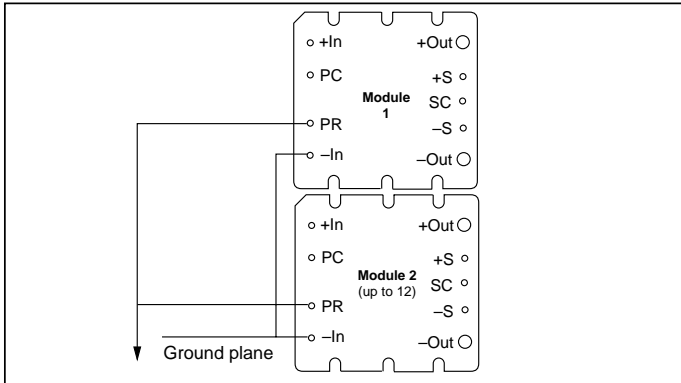 +In +Out
PC +S
Module SC
1
PR –S
–In –Out
+In +Out
PC +S
Module 2 SC
(up to 12)
PR –S
–In –Out
Ground plane